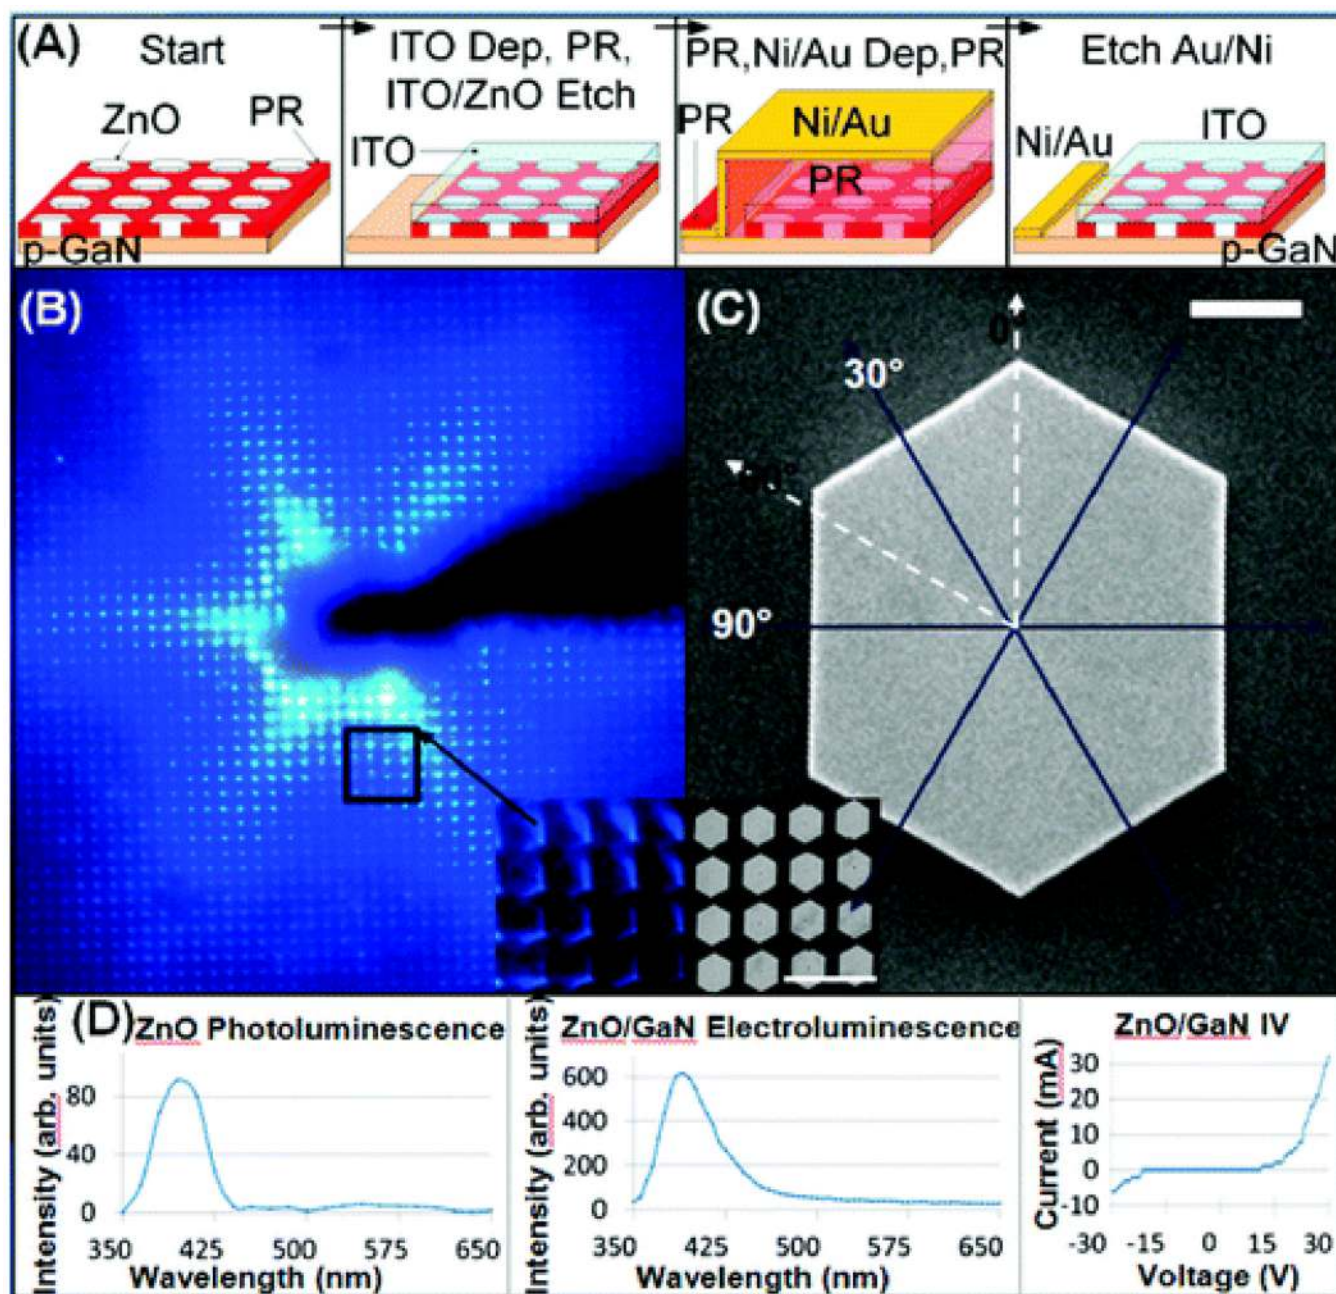 (A)
Start
ZnO
PR
p-GaN
ITO Dep, PR,
ITO/ZnO Etch
ITO
PR,Ni/Au Dep,PR
PR
Ni/Au
PR
Etch Au/Ni
Ni/Au
ITO
p-GaN
(B)
(C)
30°
90°
(D)
ZnO Photoluminescence
Intensity (arb. units)
80
40
0
350 425 500 575 650
Wavelength (nm)
ZnO/GaN Electroluminescence
Intensity (arb. units)
600
400
200
0
350 425 500 575 650
Wavelength (nm)
ZnO/GaN IV
Current (mA)
30
20
10
0
-10
-30 -15 0 15 30
Voltage (V)